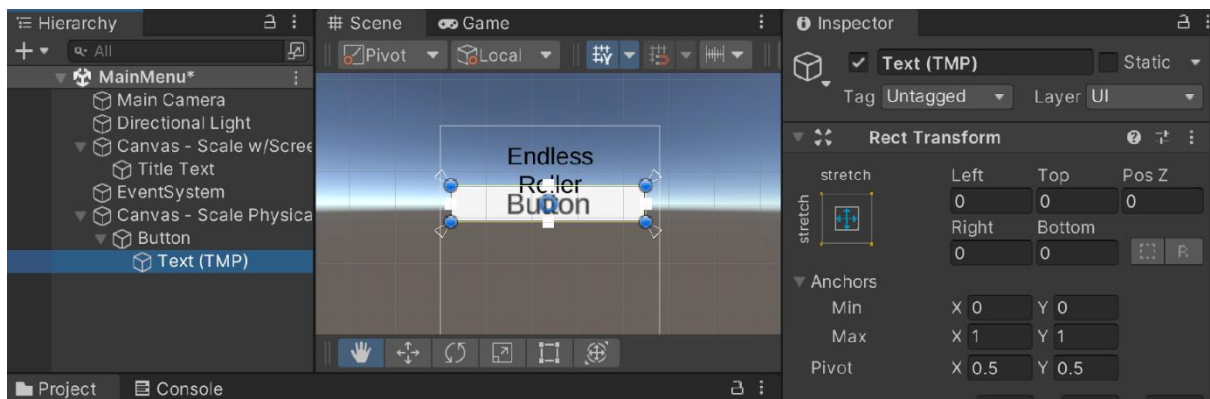 Hierarchy
All
MainMenu*
Main Camera
Directional Light
Canvas - Scale w/Scree
Title Text
EventSystem
Canvas - Scale Physica
Button
Text (TMP)
Scene Game
Pivot Local
Endless
Roller
Button
Project Console
Inspector
Text (TMP) Static
Tag Untagged Layer UI
Rect Transform
stretch Left Top Pos Z
stretch 0 0 0
Right Bottom
0 0 R
Anchors
Min X 0 Y 0
Max X 1 Y 1
Pivot X 0.5 Y 0.5